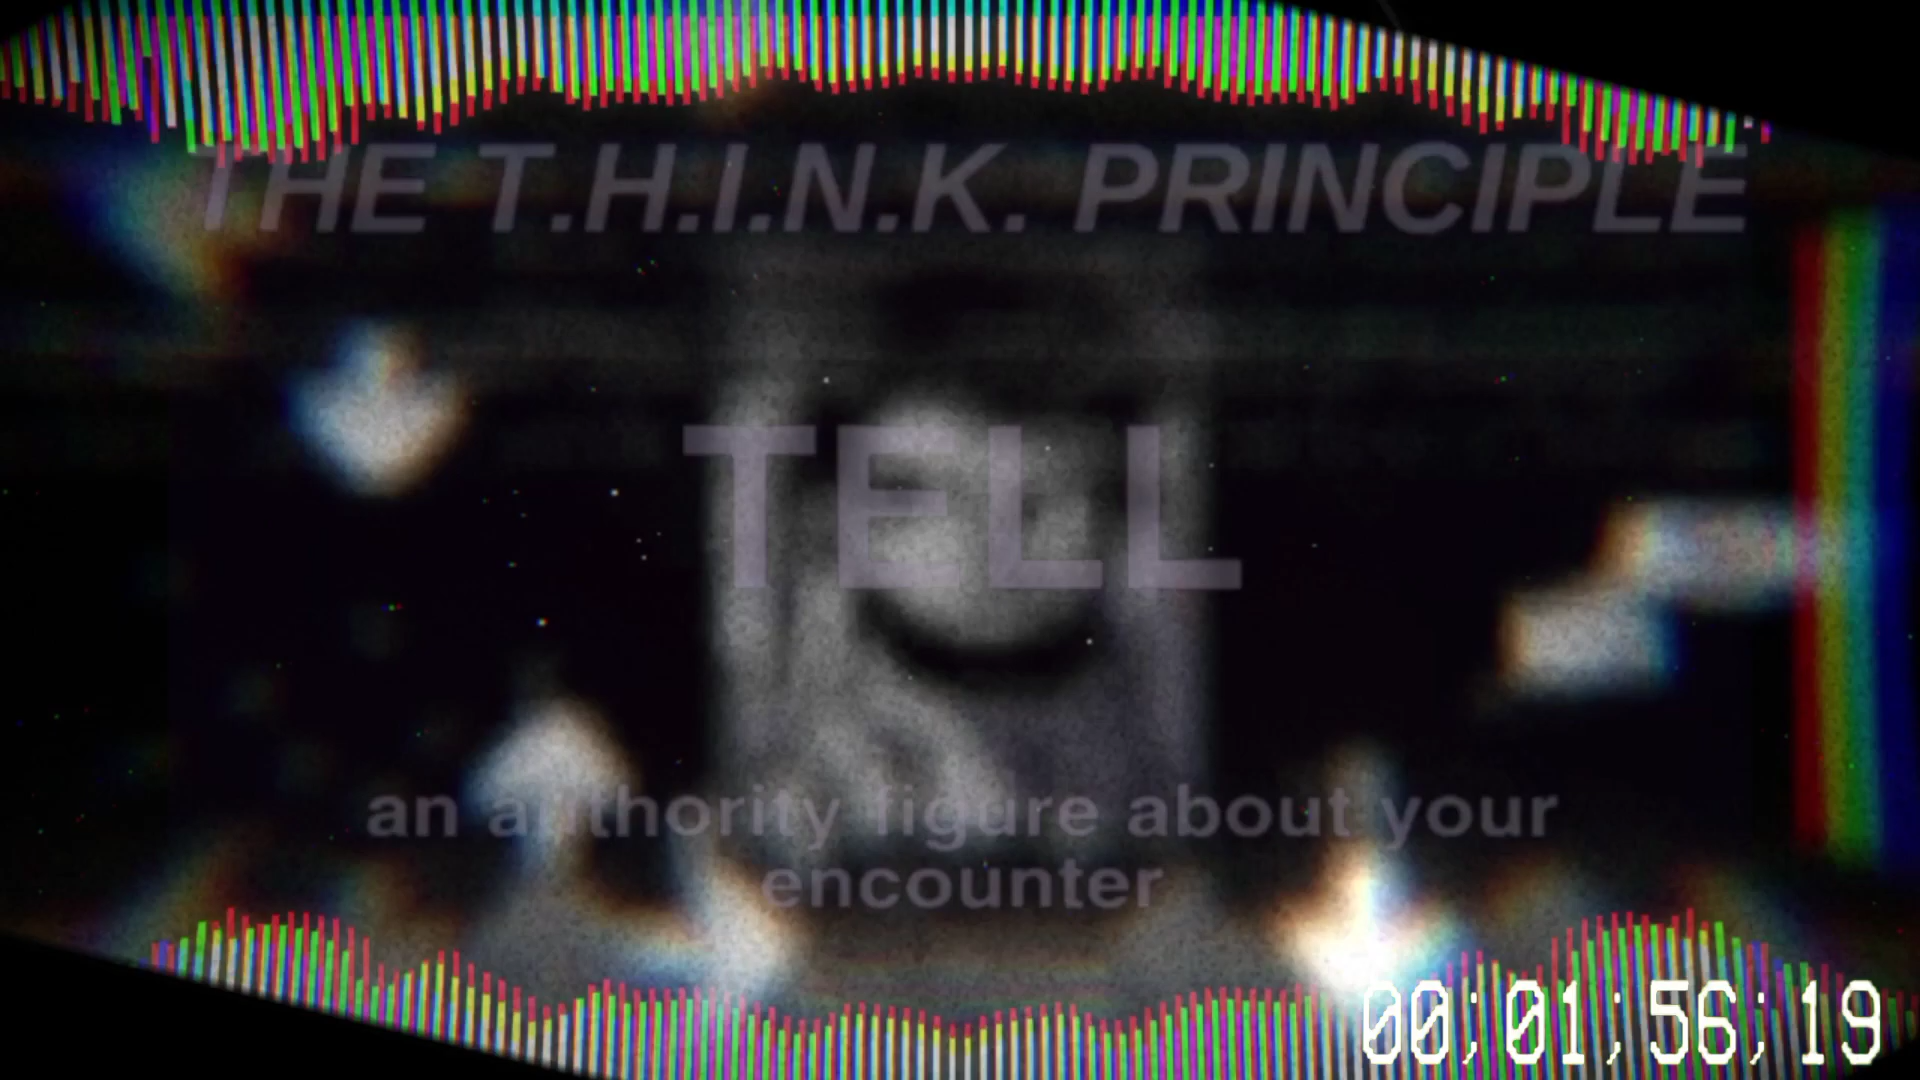 THE T.H.I.N.K. PRINCIPLE
TELL
an authority figure about your
encounter
00;01;56;19